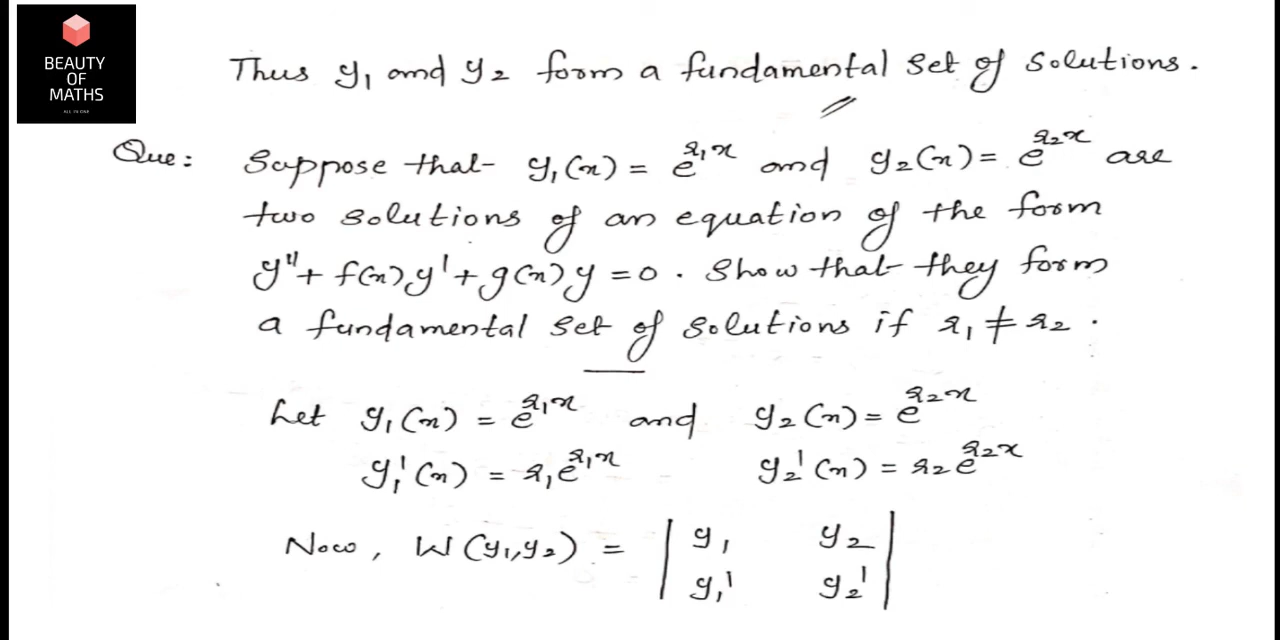 BEAUTY
OF
MATHS
ALL IN ONE
Thus y₁ and y₂ form a fundamental set of solutions.
Que: Suppose that y₁(x) = e^{r₁x} and y₂(x) = e^{r₂x} are
two solutions of an equation of the form
y'' + f(x)y' + g(x)y = 0. Show that they form
a fundamental set of solutions if r₁ ≠ r₂.
Let y₁(x) = e^{r₁x} and y₂(x) = e^{r₂x}
y₁'(x) = r₁e^{r₁x} y₂'(x) = r₂e^{r₂x}
Now, W(y₁,y₂) = | y₁ y₂ |
| y₁' y₂' |